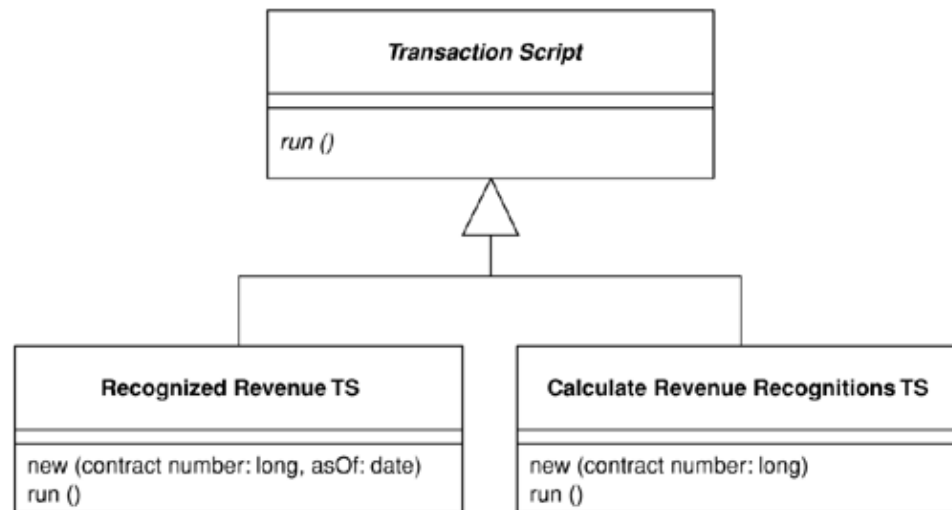 Transaction Script
run ()
Recognized Revenue TS
new (contract number: long, asOf: date)
run ()
Calculate Revenue Recognitions TS
new (contract number: long)
run ()